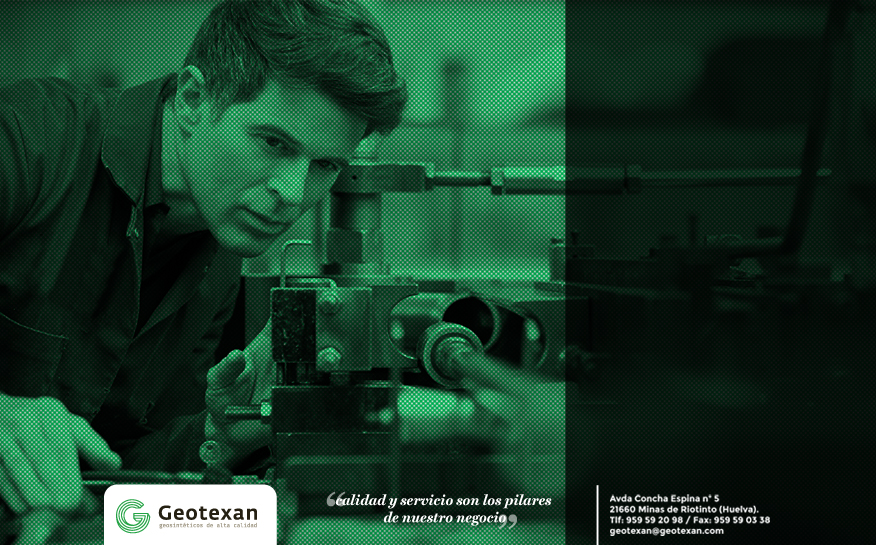 Geotexan
geosintéticos de alta calidad
“calidad y servicio son los pilares
de nuestro negocio”
Avda Concha Espina nº 5
21660 Minas de Riotinto (Huelva).
Tlf: 959 59 20 98 / Fax: 959 59 03 38
geotexan@geotexan.com